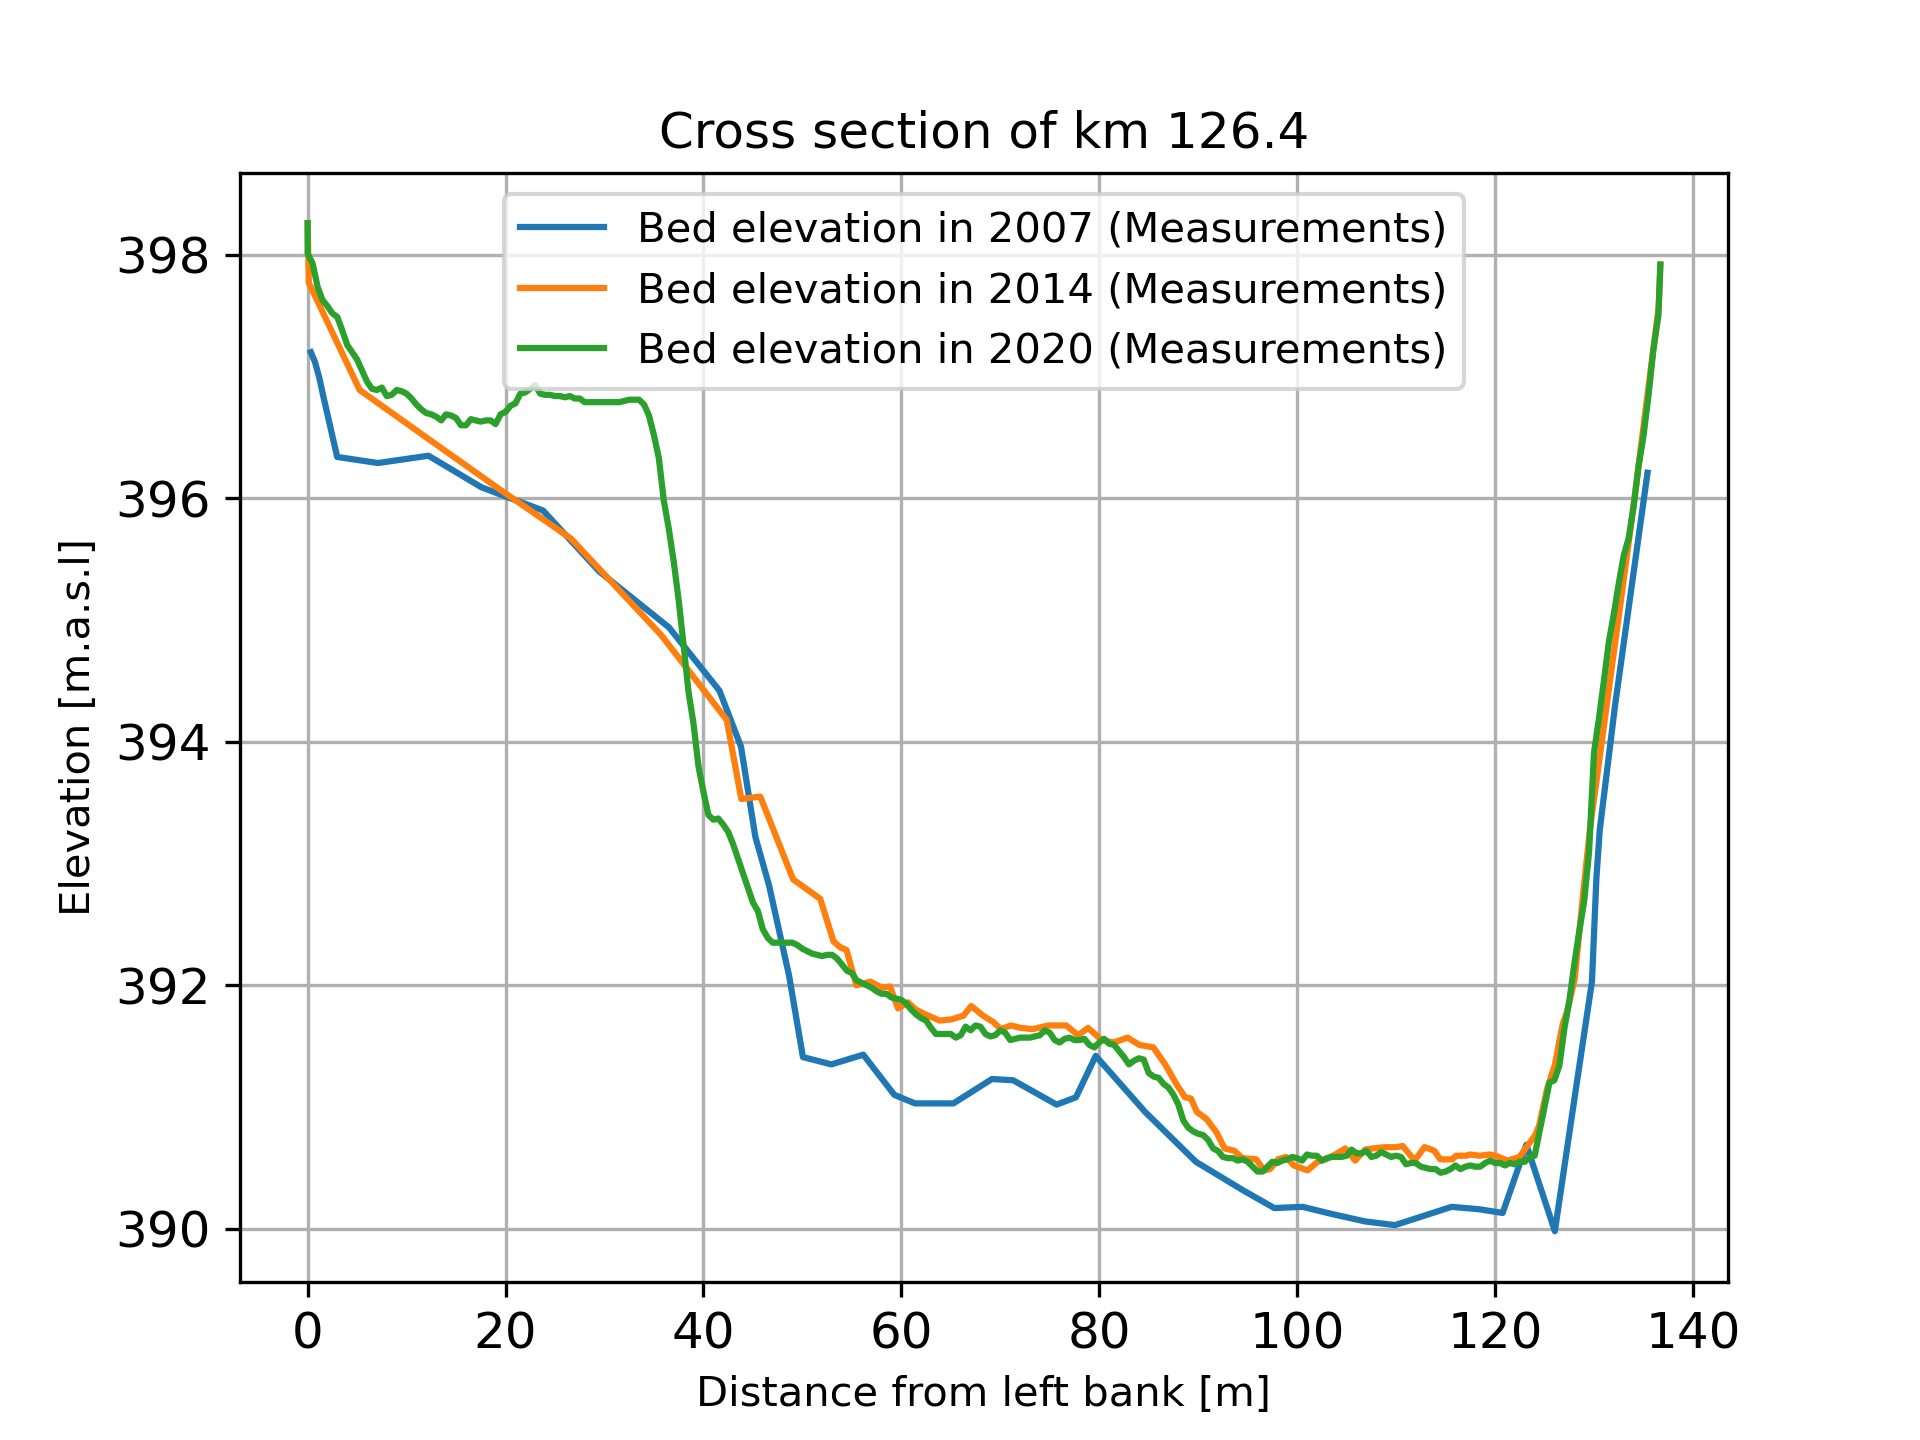 Cross section of km 126.4
Bed elevation in 2007 (Measurements)
Bed elevation in 2014 (Measurements)
Bed elevation in 2020 (Measurements)
398
396
394
392
390
Elevation [m.a.s.l]
0 20 40 60 80 100 120 140
Distance from left bank [m]